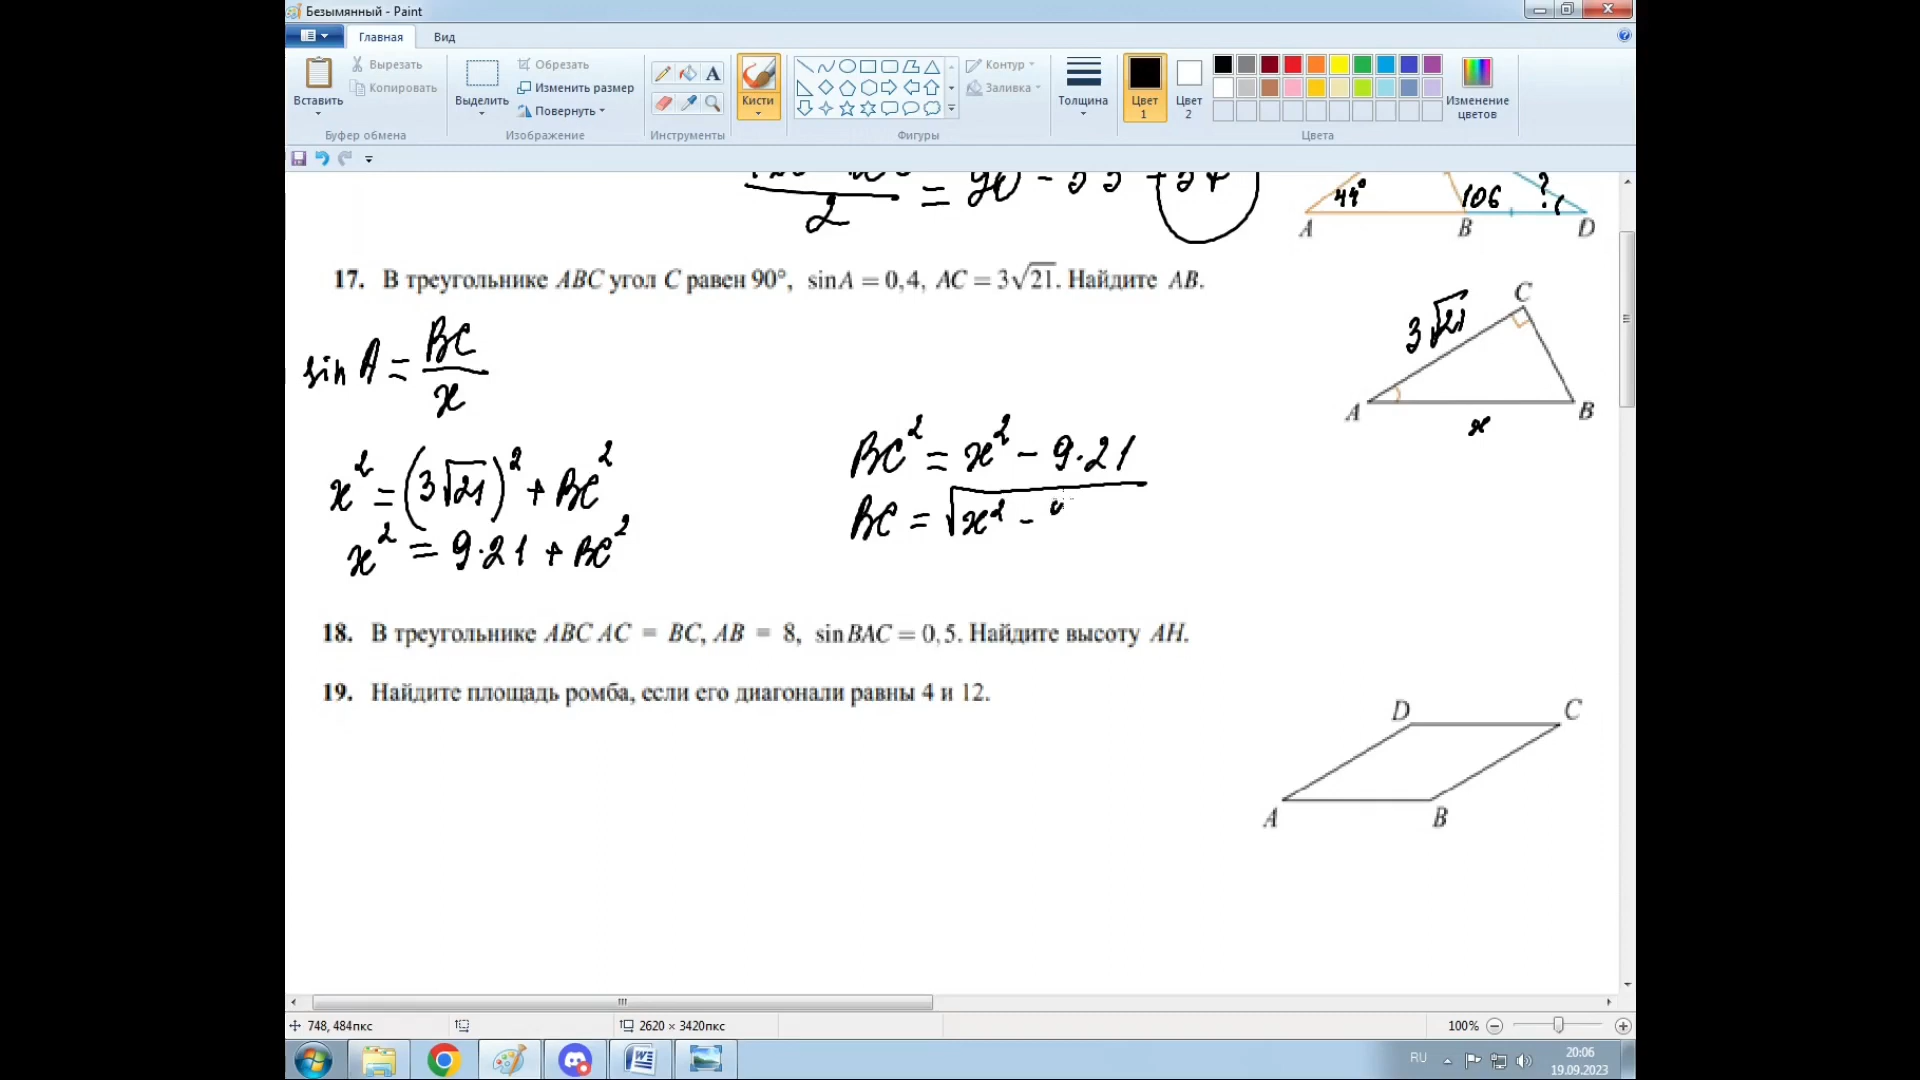 Безымянный - Paint
Главная
Вид
Вставить
Вырезать
Копировать
Буфер обмена
Выделить
Обрезать
Изменить размер
Повернуть
Изображение
A
Инструменты
Кисти
Контур
Заливка
Фигуры
Толщина
Цвет 1
Цвет 2
Изменение цветов
Цвета
2
44°
106
?
A
B
D
17. В треугольнике ABC угол C равен 90°, sinA = 0,4, AC = 3√21. Найдите AB.
sin A = BC/x
3√21
C
A
B
x
x² = (3√21)² + BC²
x² = 9·21 + BC²
BC² = x² - 9·21
BC = √x² -
18. В треугольнике ABC AC = BC, AB = 8, sin BAC = 0,5. Найдите высоту AH.
19. Найдите площадь ромба, если его диагонали равны 4 и 12.
D
C
A
B
748, 484пкс
2620 × 3420пкс
100%
RU
20:06
19.09.2023